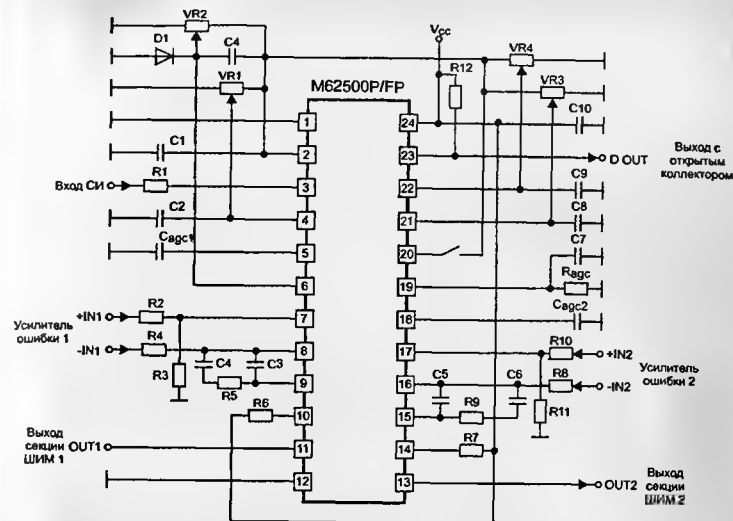 VR2
D1
C4
VR1
M62500P/FP
C1
Вход СИ
R1
C2
Cagc1
+IN1
R2
-IN1
R4
Усилитель
ошибки 1
R3
C4
C3
R5
R6
Выход
секции OUT1
ШИМ 1
1
2
3
4
5
6
7
8
9
10
11
12
24
23
22
21
20
19
18
17
16
15
14
13
Vcc
R12
VR4
VR3
C10
D OUT
Выход с
открытым
коллектором
C9
C8
C7
Ragc
Cagc2
R10
+IN2
R8
-IN2
Усилитель
ошибки 2
C5
C6
R9
R11
R7
OUT2
Выход
секции
ШИМ 2